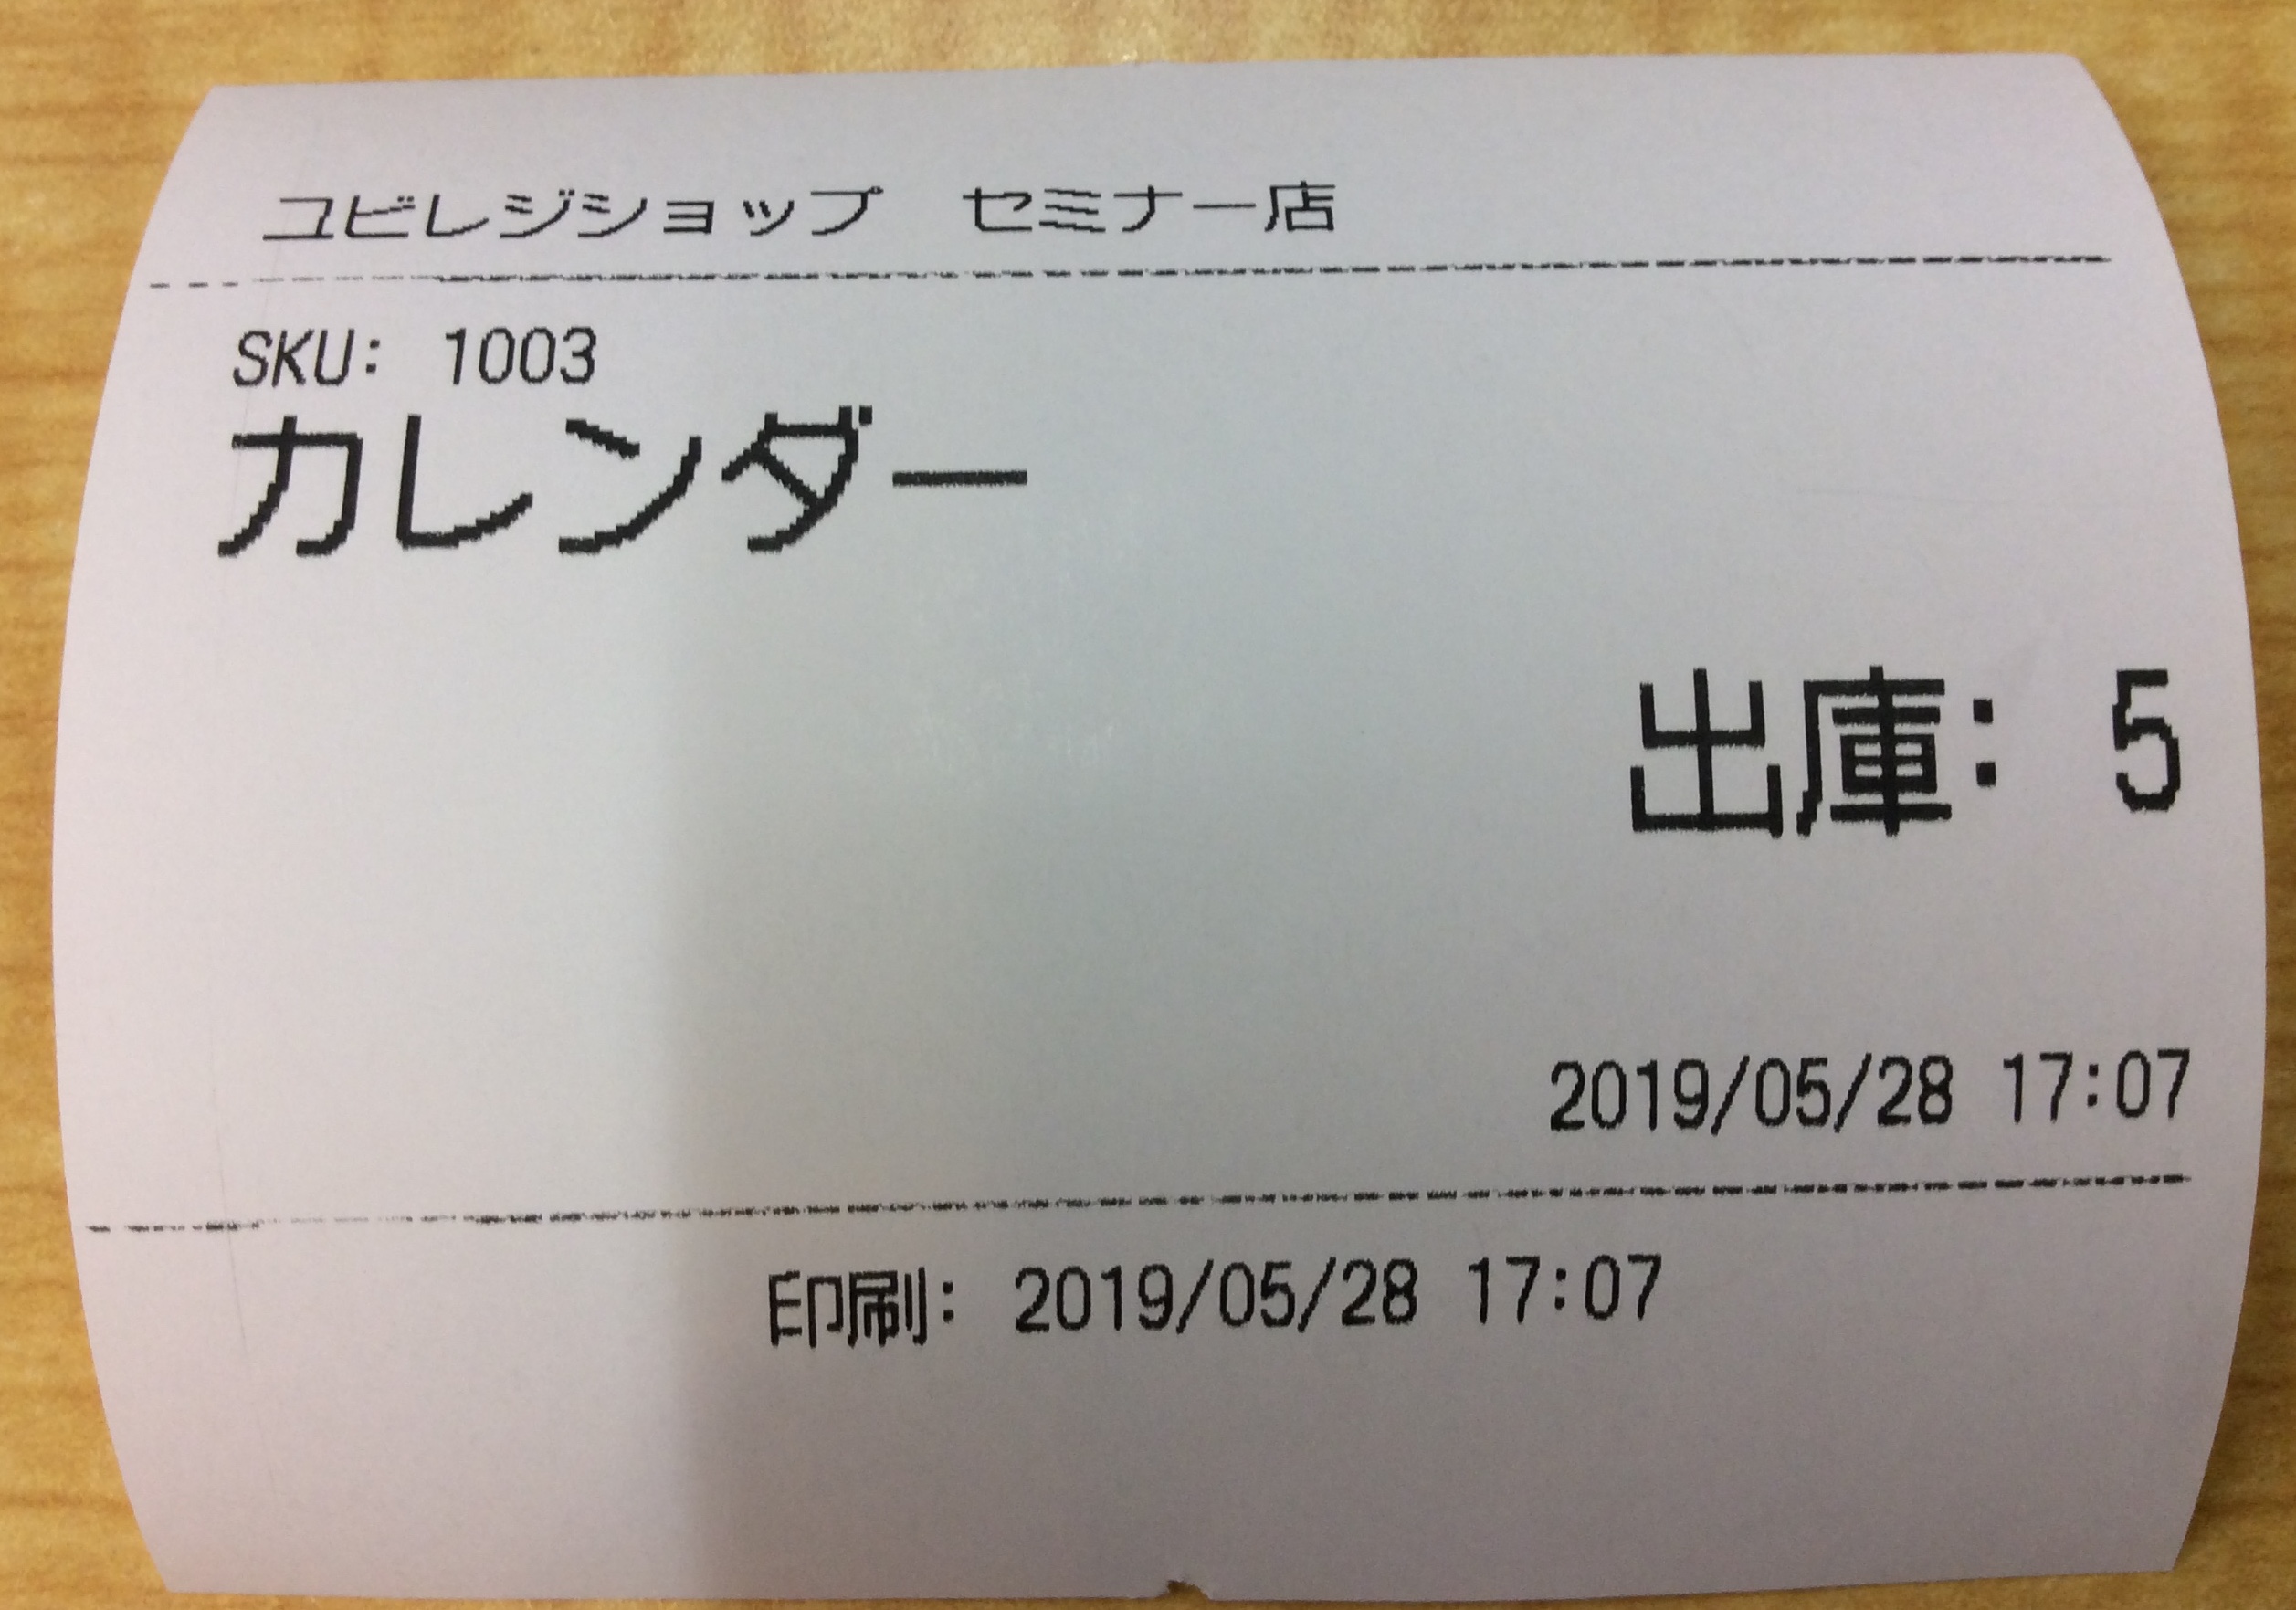 ユビレジショップ　セミナー店
SKU: 1003
カレンダー
出庫: 5
2019/05/28 17:07
印刷: 2019/05/28 17:07